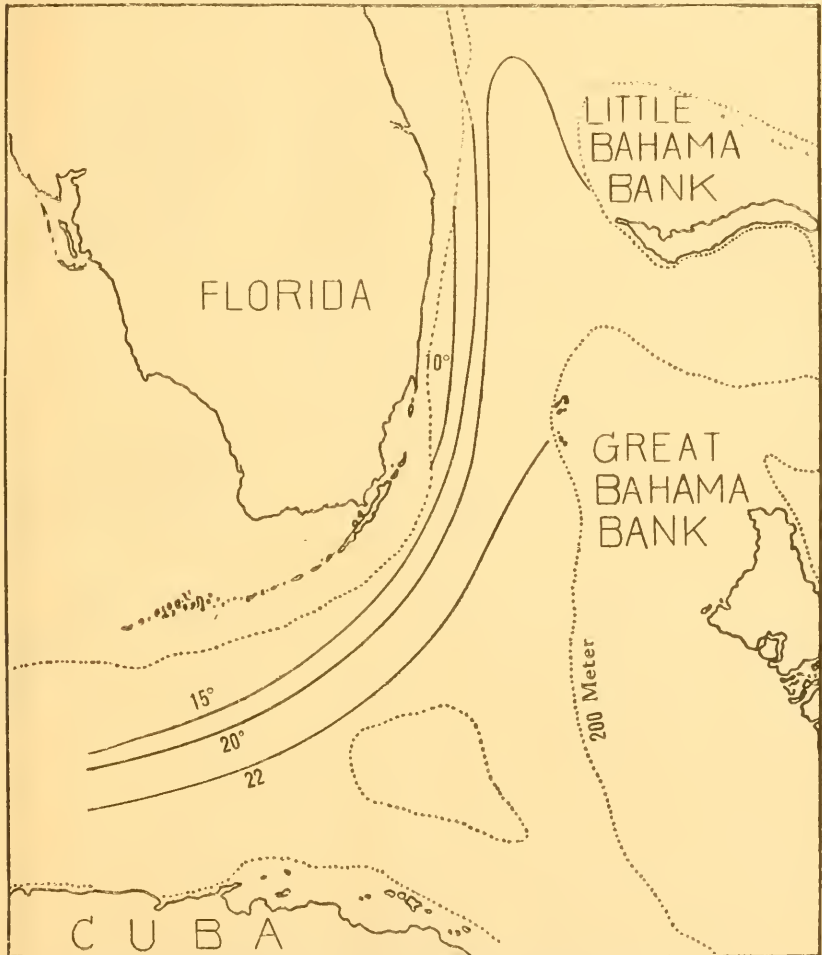 LITTLE
BAHAMA
BANK
FLORIDA
10°
GREAT
BAHAMA
BANK
200 Meter
15°
20°
22
CUBA